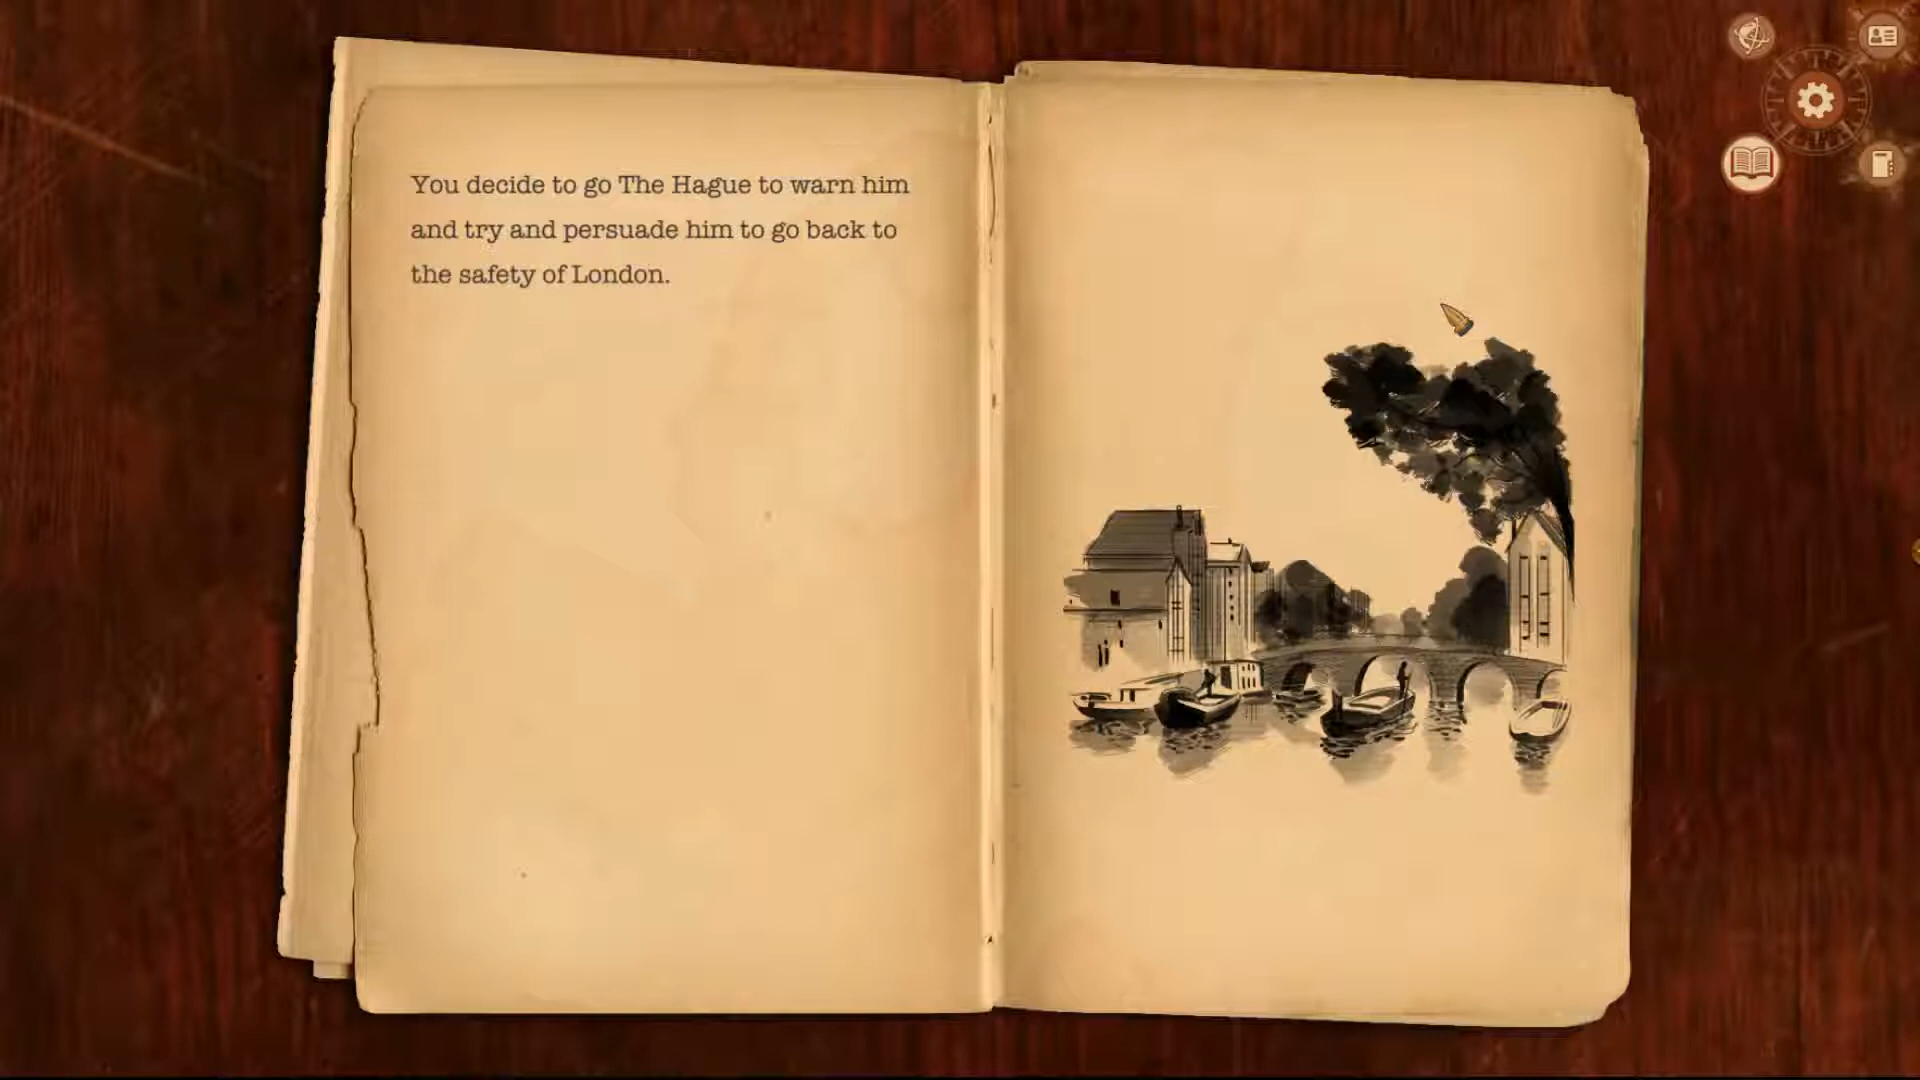 You decide to go The Hague to warn him
and try and persuade him to go back to
the safety of London.